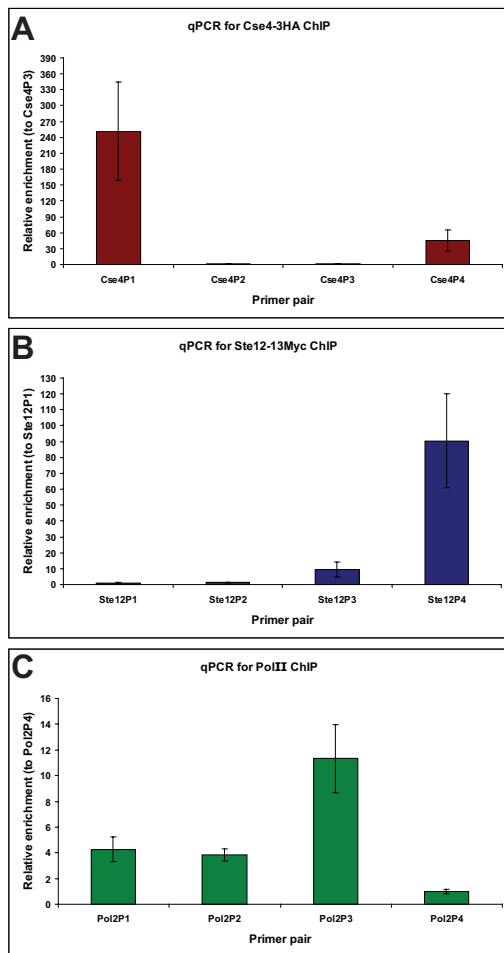 A
qPCR for Cse4-3HA ChIP
Relative enrichment (to Cse4P3)
390
360
330
300
270
240
210
180
150
120
90
60
30
0
Cse4P1 Cse4P2 Cse4P3 Cse4P4
Primer pair
B
qPCR for Ste12-13Myc ChIP
Relative enrichment (to Ste12P1)
130
120
110
100
90
80
70
60
50
40
30
20
10
0
Ste12P1 Ste12P2 Ste12P3 Ste12P4
Primer pair
C
qPCR for PolII ChIP
Relative enrichment (to Pol2P4)
16
14
12
10
8
6
4
2
0
Pol2P1 Pol2P2 Pol2P3 Pol2P4
Primer pair